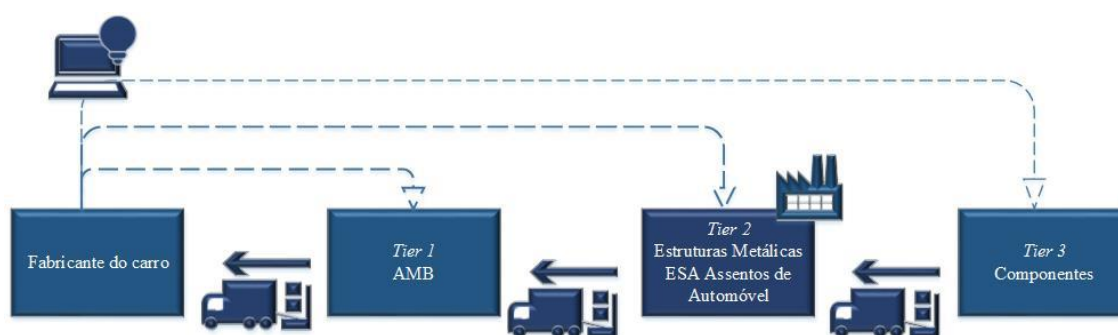 Fabricante do carro
Tier 1
AMB
Tier 2
Estruturas Metálicas
ESA Assentos de
Automóvel
Tier 3
Componentes